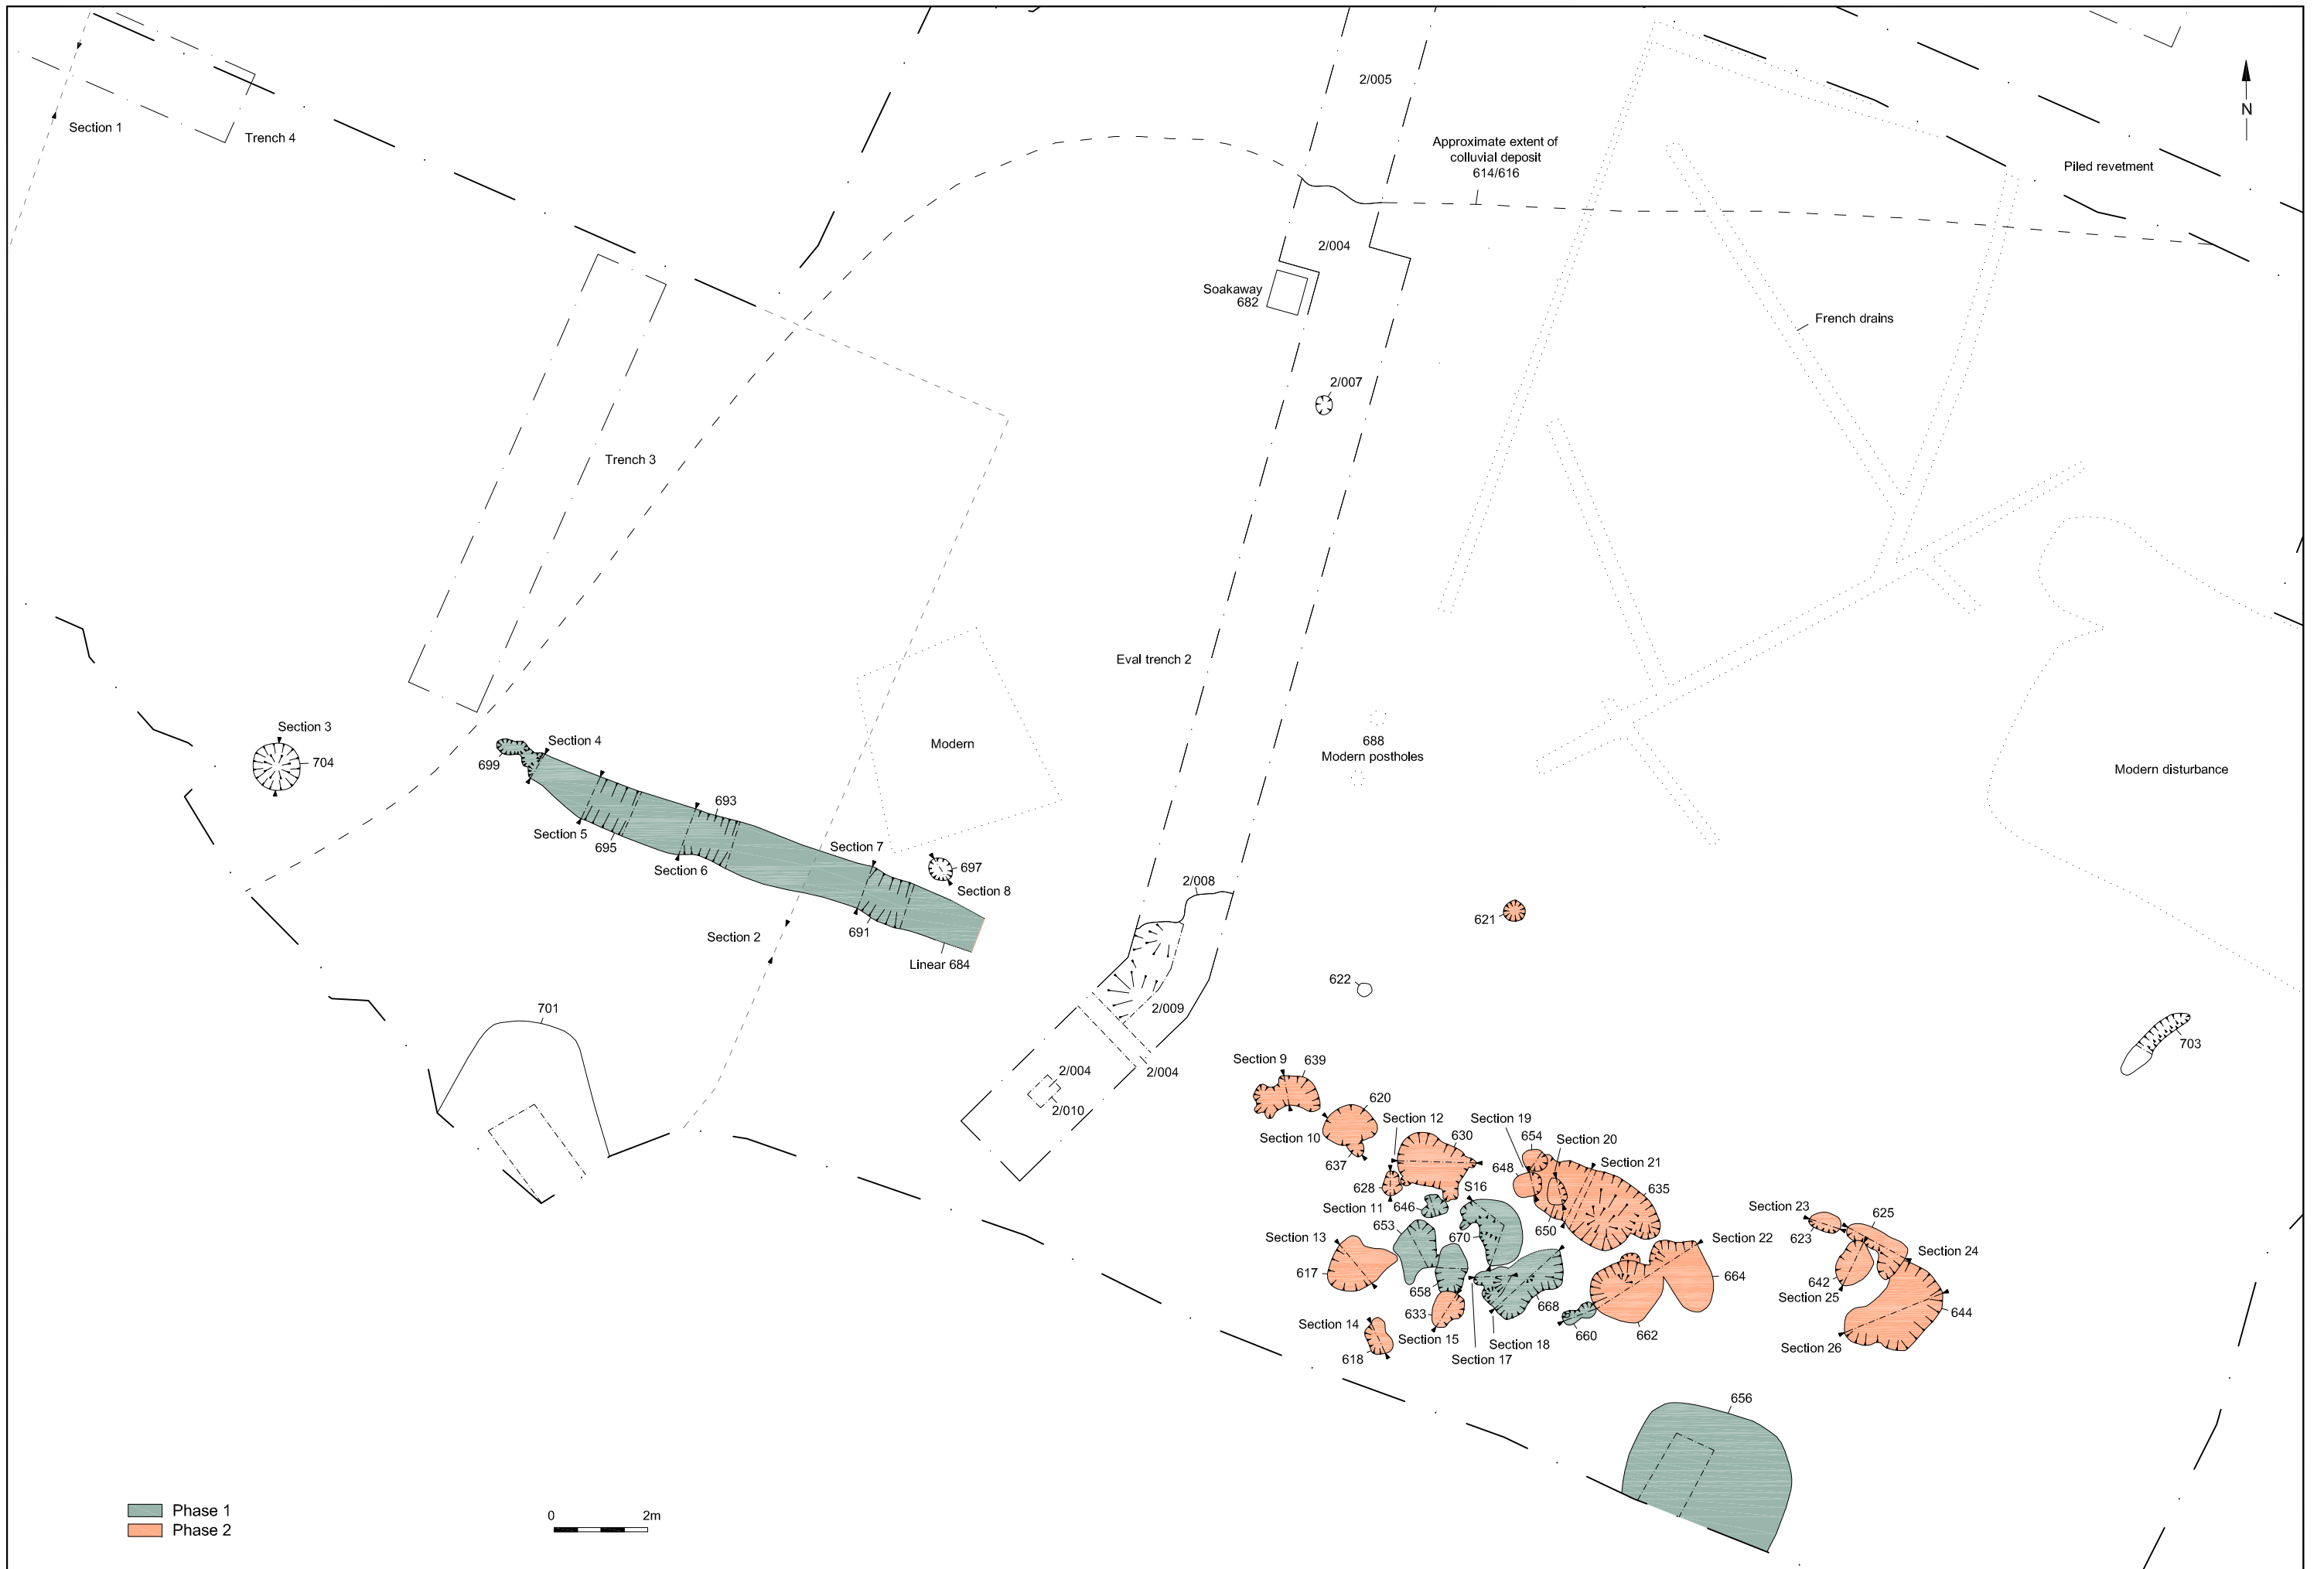 2/005
N
Section 1
Trench 4
Approximate extent of
colluvial deposit
614/616
Piled revetment
2/004
Soakaway
682
French drains
2/007
Trench 3
Eval trench 2
Section 3
704
Section 4
699
Modern
688
Modern postholes
Modern disturbance
693
Section 5
695
Section 6
Section 7
697
Section 8
691
Section 2
Linear 684
2/008
621
622
701
2/009
703
2/004
2/010
2/004
Section 9
639
620
Section 12
Section 19
Section 10
637
630
654
Section 20
648
Section 21
628
S16
635
Section 11
646
653
670
650
Section 13
617
658
668
Section 22
664
Section 23
625
623
Section 24
642
Section 25
644
633
Section 14
618
Section 15
Section 18
Section 17
660
662
Section 26
656
Phase 1
Phase 2
0
2m